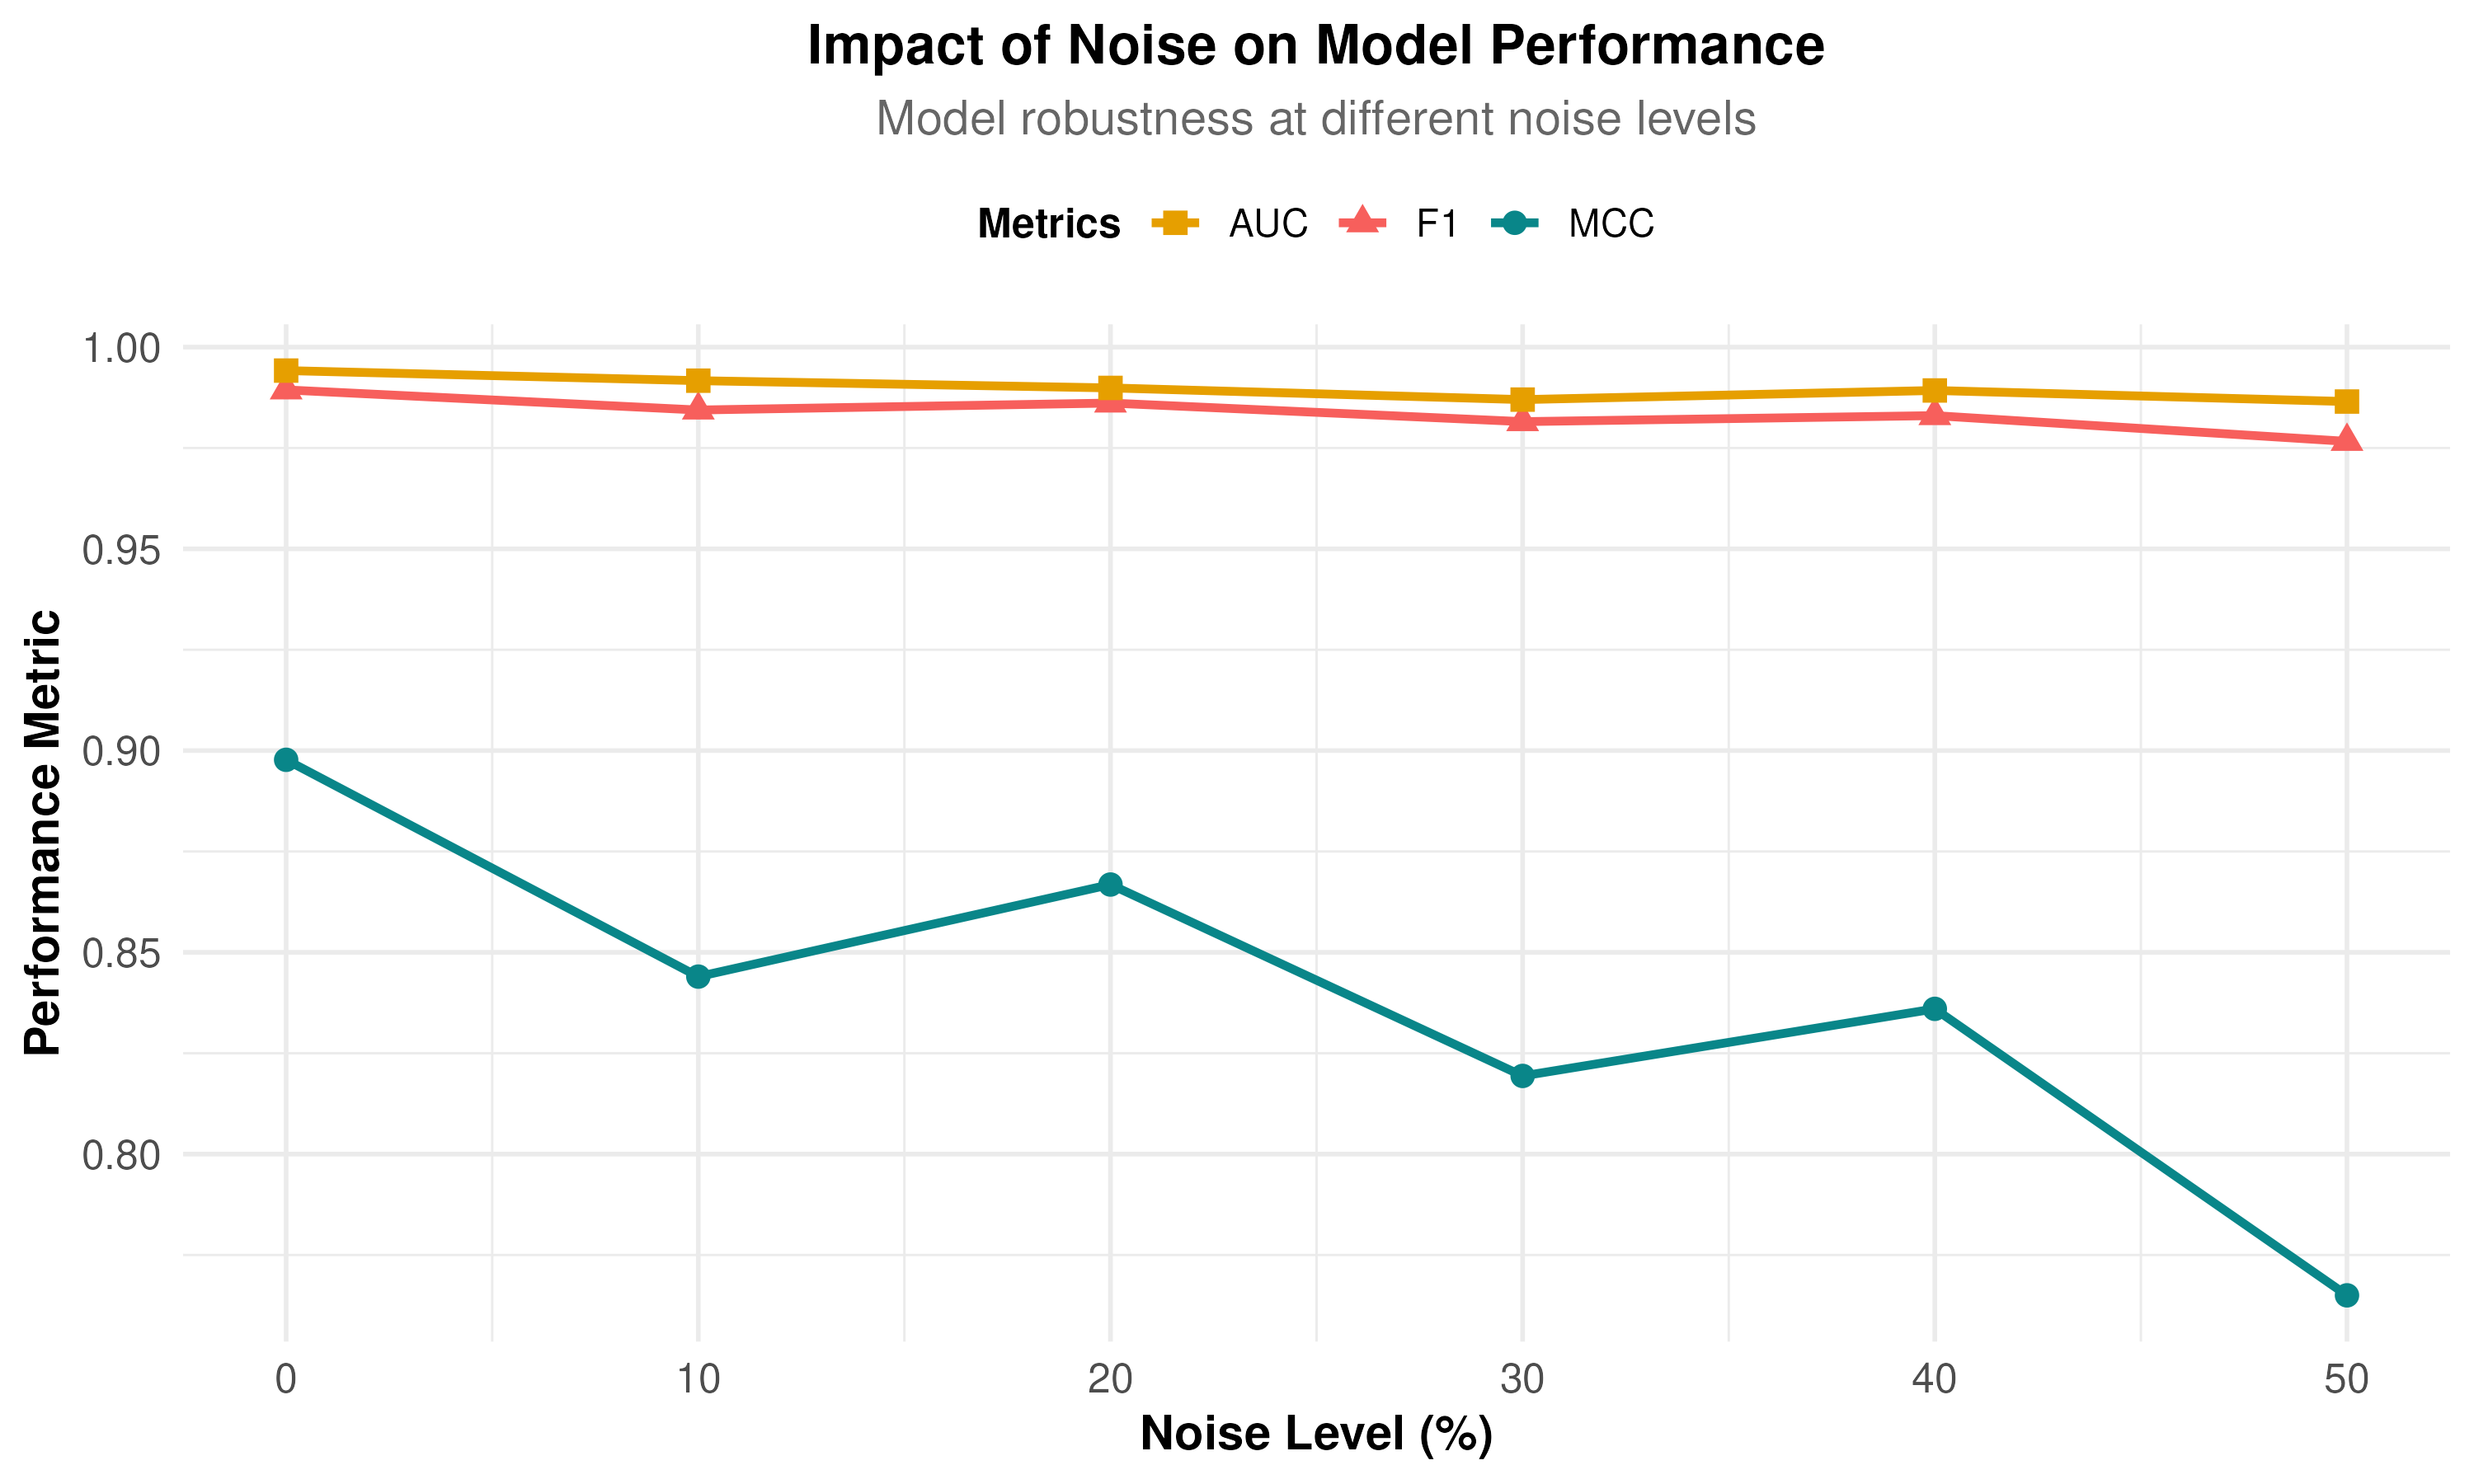 Impact of Noise on Model Performance
Model robustness at different noise levels
Metrics AUC F1 MCC
1.00
0.95
0.90
0.85
0.80
Performance Metric
0 10 20 30 40 50
Noise Level (%)